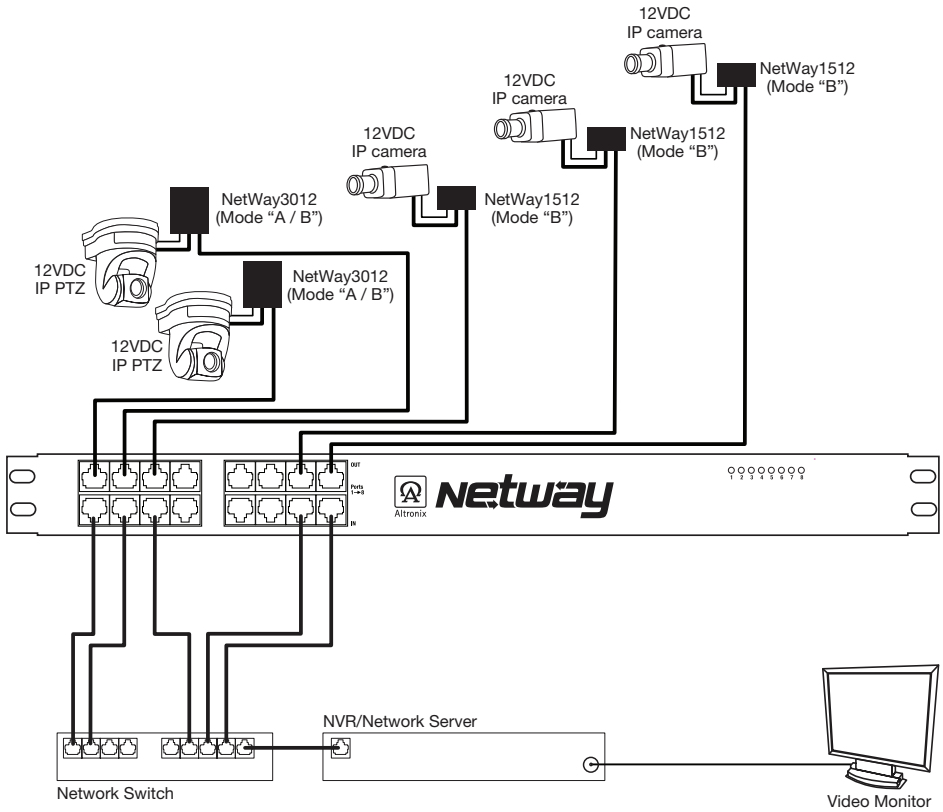 12VDC
IP camera
NetWay1512
(Mode “B”)
12VDC
IP camera
NetWay1512
(Mode “B”)
12VDC
IP camera
NetWay1512
(Mode “B”)
NetWay3012
(Mode “A / B”)
12VDC
IP PTZ
NetWay3012
(Mode “A / B”)
12VDC
IP PTZ
OUT
Ports
1➔8
IN
Altronix
Netway
1 2 3 4 5 6 7 8
NVR/Network Server
Network Switch
Video Monitor